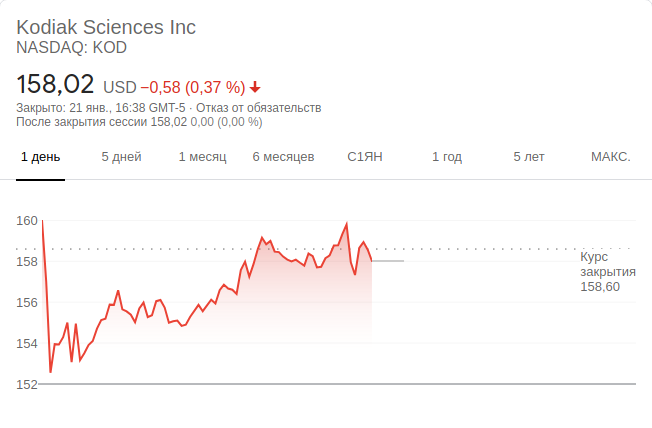 Kodiak Sciences Inc
NASDAQ: KOD
158,02 USD −0,58 (0,37 %)
Закрыто: 21 янв., 16:38 GMT-5 · Отказ от обязательств
После закрытия сессии 158,02 0,00 (0,00 %)
1 день 5 дней 1 месяц 6 месяцев С1ЯН 1 год 5 лет МАКС.
160
158
156
154
152
Курс
закрытия
158,60